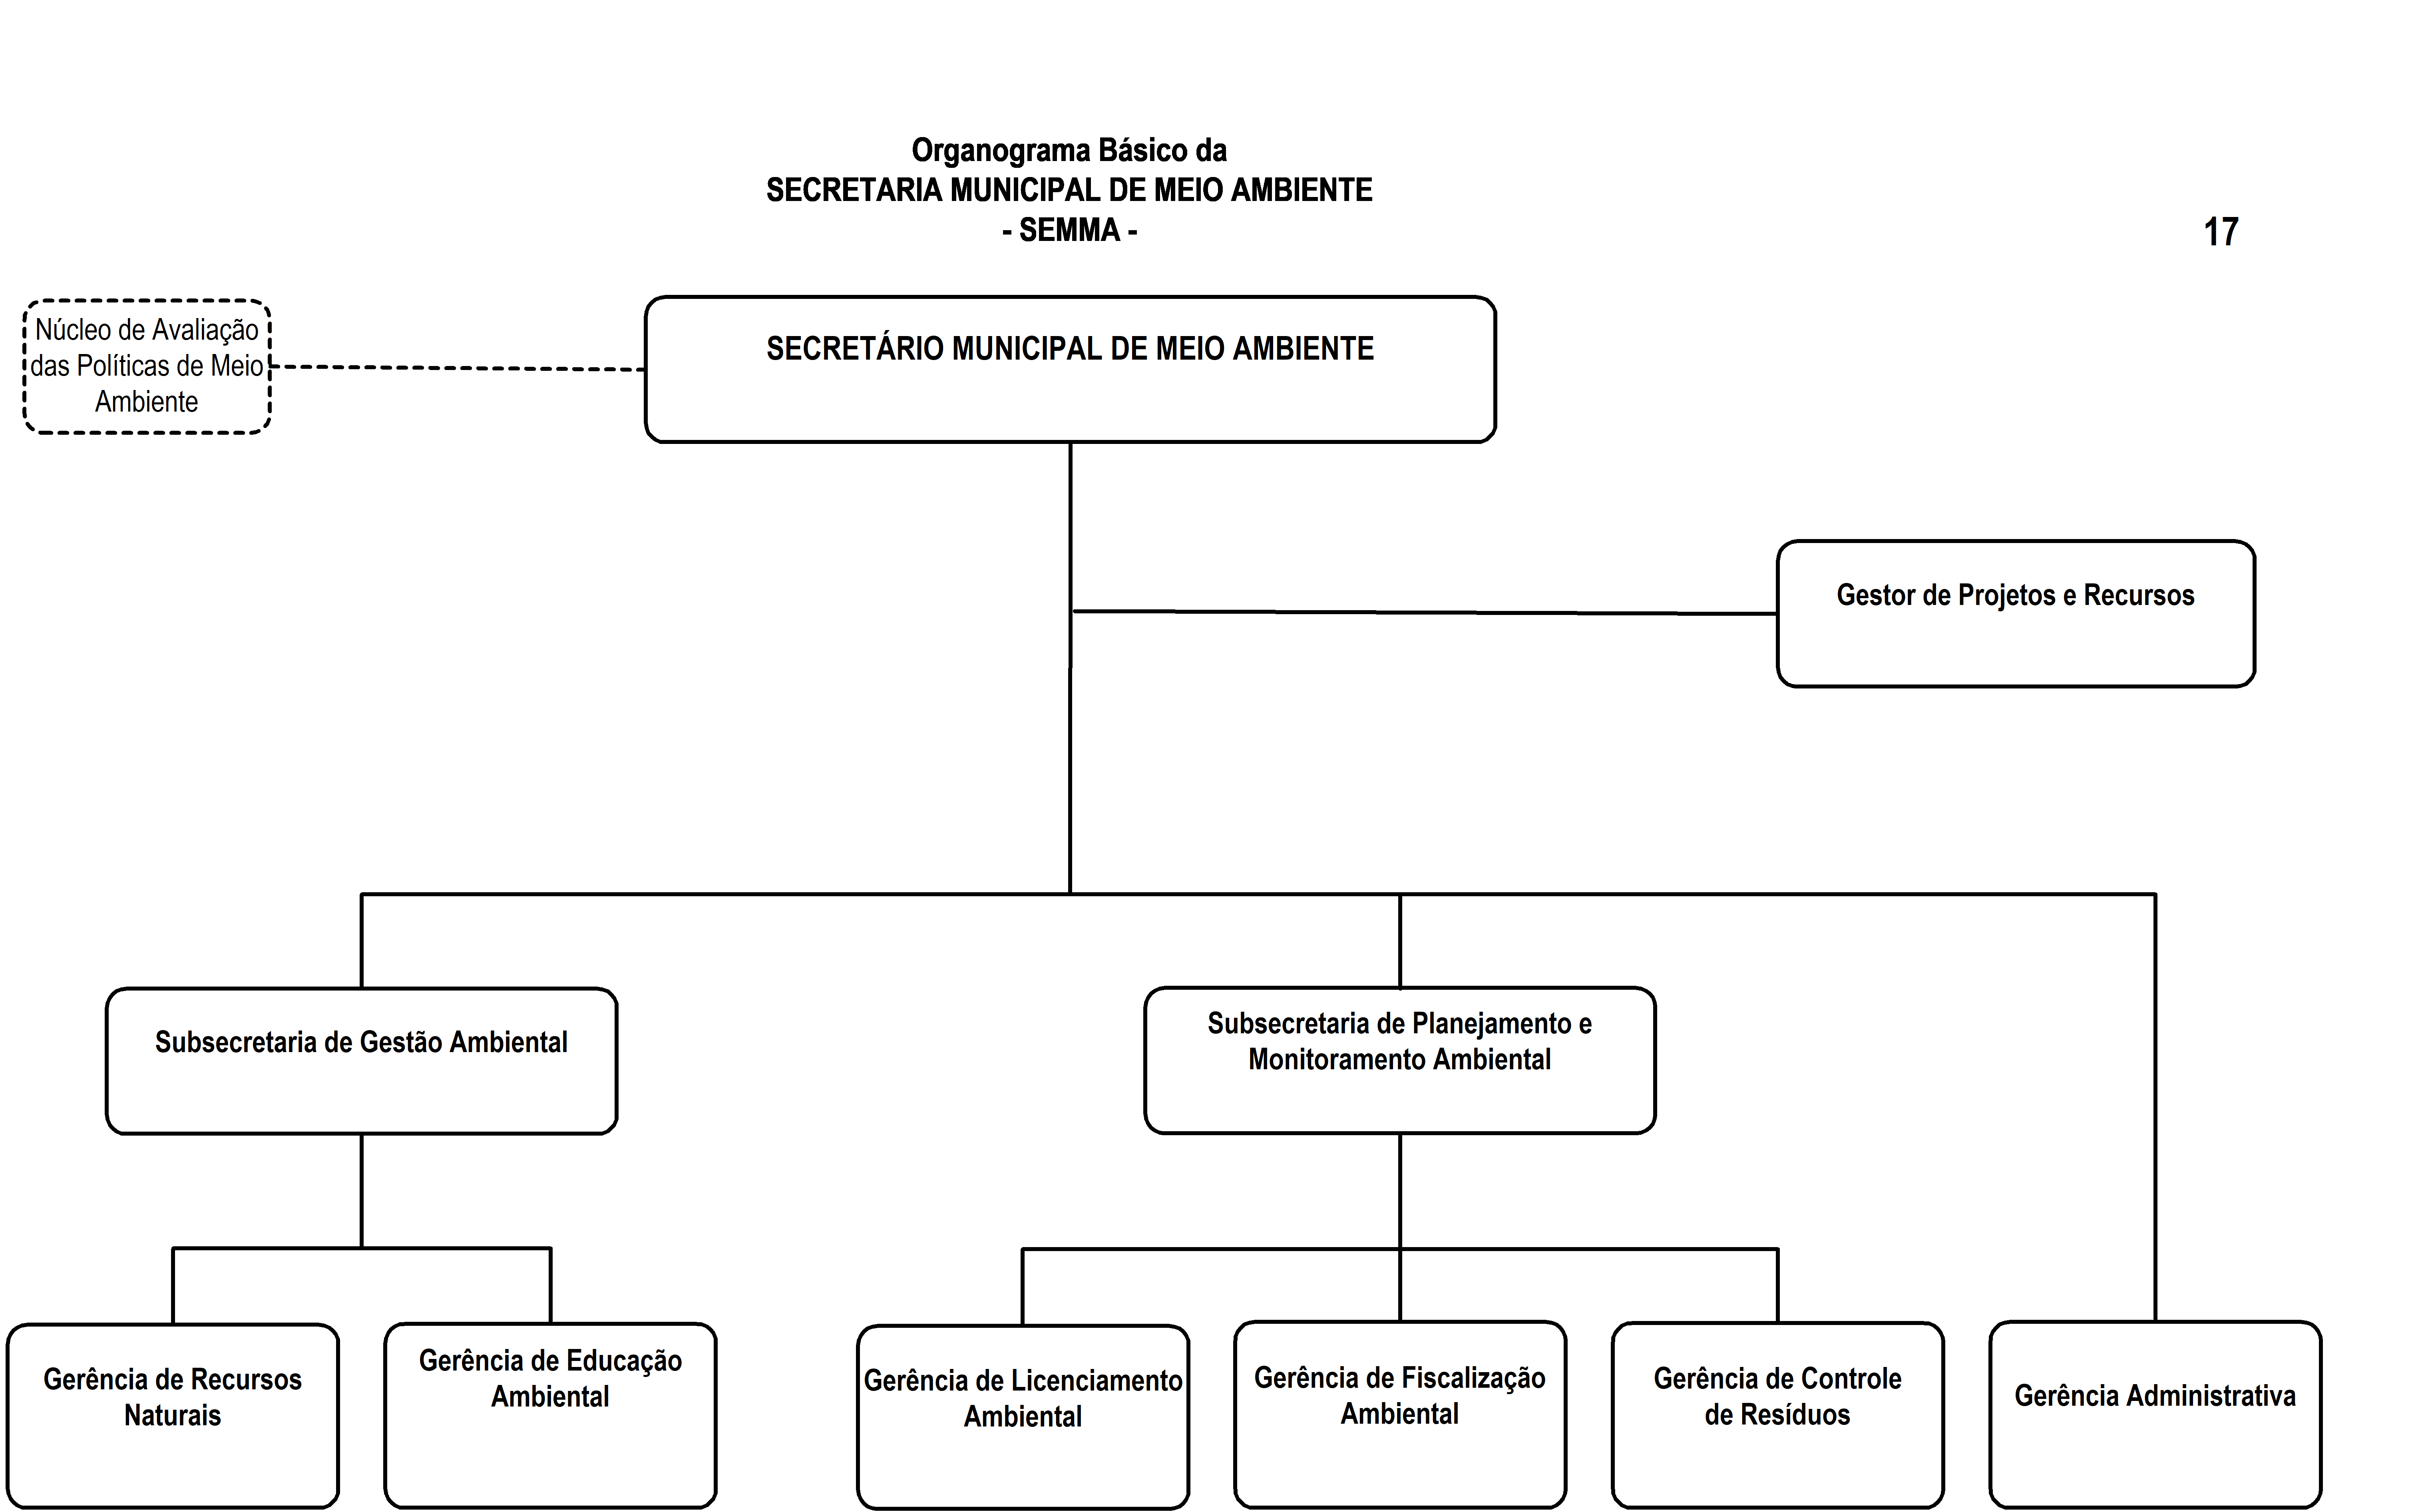 Organograma Básico da
SECRETARIA MUNICIPAL DE MEIO AMBIENTE
- SEMMA -
17
Núcleo de Avaliação
das Políticas de Meio
Ambiente
SECRETÁRIO MUNICIPAL DE MEIO AMBIENTE
Gestor de Projetos e Recursos
Subsecretaria de Gestão Ambiental
Subsecretaria de Planejamento e
Monitoramento Ambiental
Gerência de Recursos
Naturais
Gerência de Educação
Ambiental
Gerência de Licenciamento
Ambiental
Gerência de Fiscalização
Ambiental
Gerência de Controle
de Resíduos
Gerência Administrativa